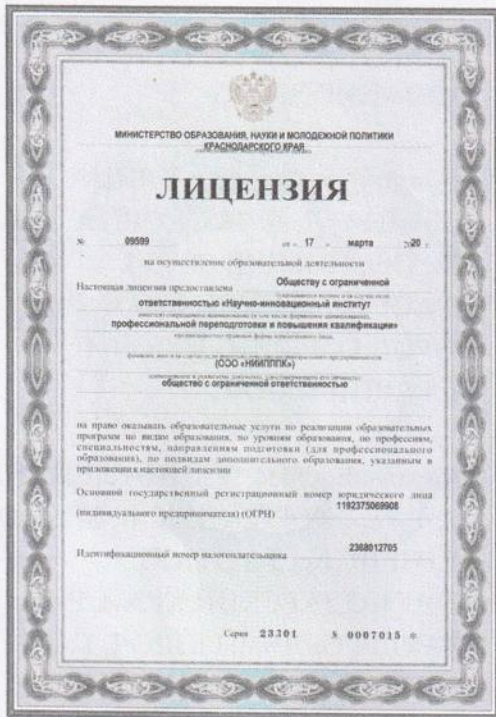 МИНИСТЕРСТВО ОБРАЗОВАНИЯ, НАУКИ И МОЛОДЕЖНОЙ ПОЛИТИКИ
КРАСНОДАРСКОГО КРАЯ
ЛИЦЕНЗИЯ
№ 09599 от « 17 » марта 2020 г.
на осуществление образовательной деятельности
Настоящая лицензия предоставлена Обществу с ограниченной
ответственностью «Научно-инновационный институт
профессиональной переподготовки и повышения квалификации»
(ООО «НИИПППК»)
общество с ограниченной ответственностью
на право оказывать образовательные услуги по реализации образовательных
программ по видам образования, по уровням образования, по профессиям,
специальностям, направлениям подготовки (для профессионального
образования), по подвидам дополнительного образования, указанным в
приложении к настоящей лицензии
Основной государственный регистрационный номер юридического лица
(индивидуального предпринимателя) (ОГРН) 1192375069908
Идентификационный номер налогоплательщика 2368012705
Серия 23Л01 № 0007015 *